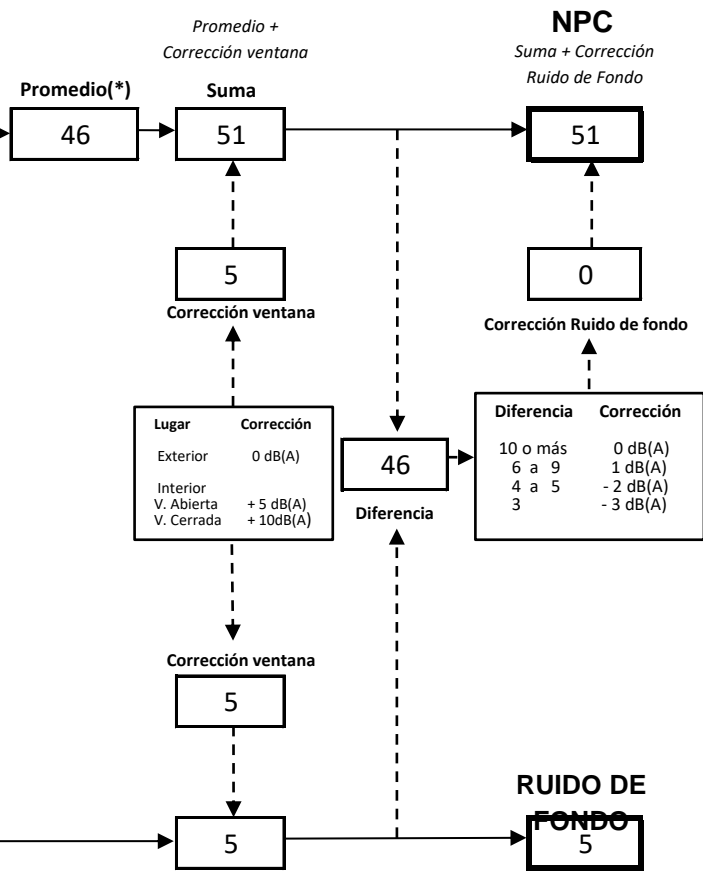 Promedio +
Corrección ventana
NPC
Suma + Corrección
Ruido de Fondo
Promedio(*)
Suma
46
51
51
5
0
Corrección ventana
Corrección Ruido de fondo
Lugar Corrección
Exterior 0 dB(A)
Interior
V. Abierta + 5 dB(A)
V. Cerrada + 10dB(A)
46
Diferencia
Diferencia Corrección
10 o más 0 dB(A)
6 a 9 1 dB(A)
4 a 5 - 2 dB(A)
3 - 3 dB(A)
Corrección ventana
5
RUIDO DE
FONDO
5
5